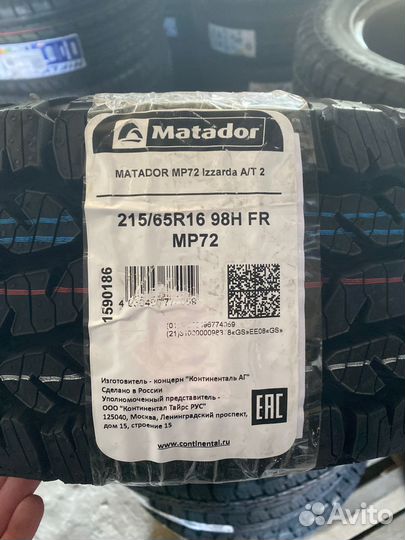 Matador
MATADOR MP72 Izzarda A/T 2
215/65R16 98H FR
MP72
1590186
Изготовитель - концерн "Континенталь АГ"
Сделано в России
Уполномоченный представитель -
ООО "Континентал Тайрс РУС"
125040, Москва, Ленинградский проспект,
дом 15, строение 15
www.continental.ru
EAC
Avito